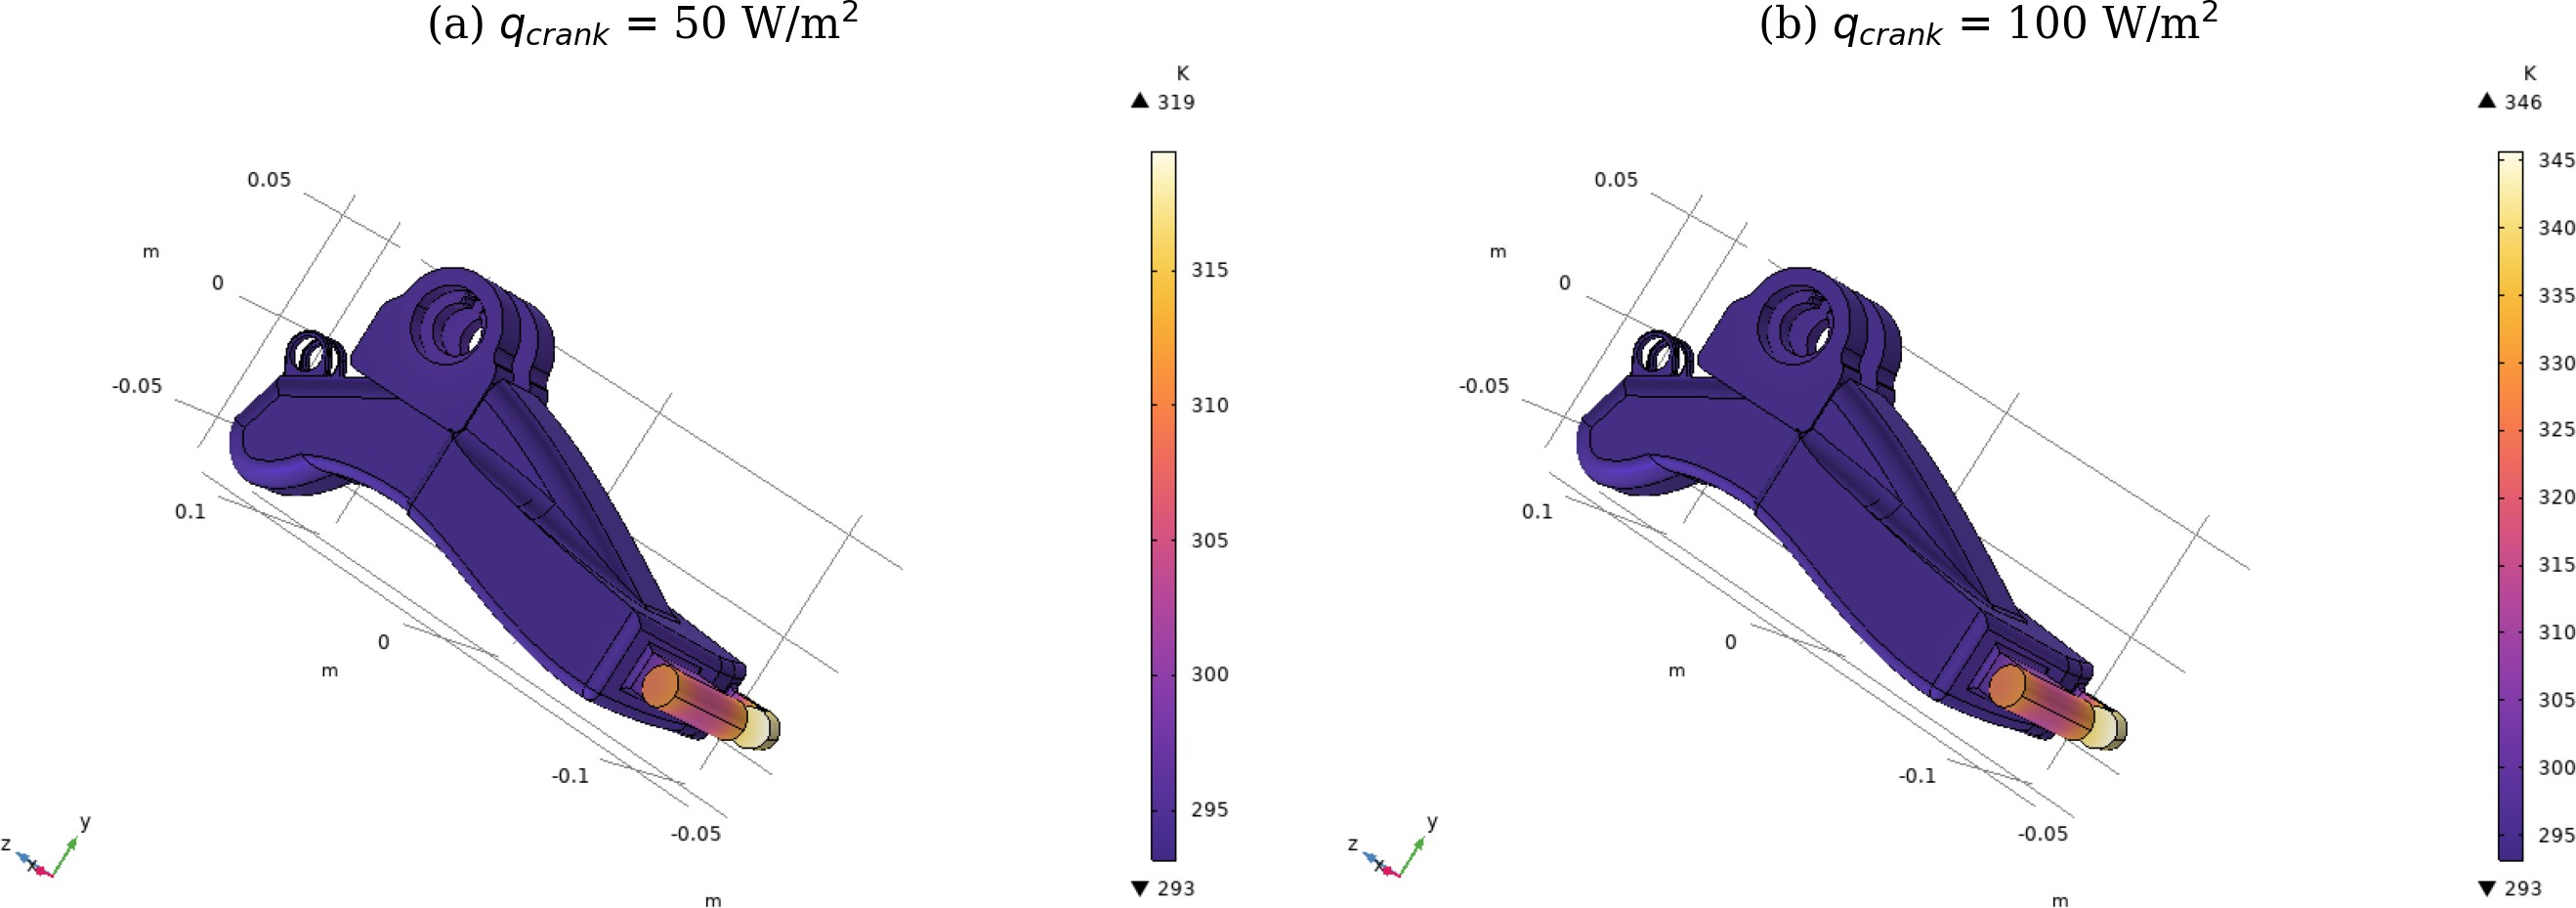 (a) q_crank = 50 W/m²
K
▲ 319
315
310
305
300
295
▼ 293
0.05
m
0
-0.05
0.1
0
m
-0.1
-0.05
m
y
z
x
(b) q_crank = 100 W/m²
K
▲ 346
345
340
335
330
325
320
315
310
305
300
295
▼ 293
0.05
m
0
-0.05
0.1
0
m
-0.1
-0.05
m
y
z
x